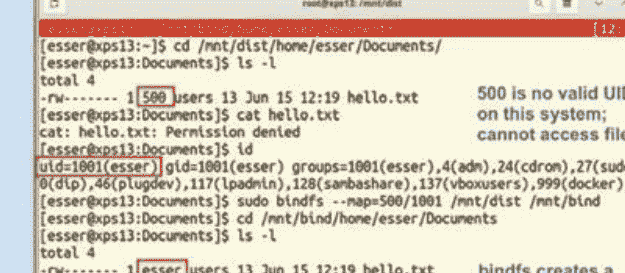 root@xps13: /mnt/dist
[12:
[esser@xps13:~]$ cd /mnt/dist/home/esser/Documents/
[esser@xps13:Documents]$ ls -l
total 4
-rw------- 1 500 users 13 Jun 15 12:19 hello.txt
500 is no valid UID
[esser@xps13:Documents]$ cat hello.txt
on this system;
cat: hello.txt: Permission denied
cannot access file
[esser@xps13:Documents]$ id
uid=1001(esser) gid=1001(esser) groups=1001(esser),4(adm),24(cdrom),27(sudo
0(dip),46(plugdev),117(lpadmin),128(sambashare),137(vboxusers),999(docker)
[esser@xps13:Documents]$ sudo bindfs --map=500/1001 /mnt/dist /mnt/bind
[esser@xps13:Documents]$ cd /mnt/bind/home/esser/Documents
[esser@xps13:Documents]$ ls -l
total 4
-rw------- 1 esser users 13 Jun 15 12:19 hello.txt
bindfs creates a